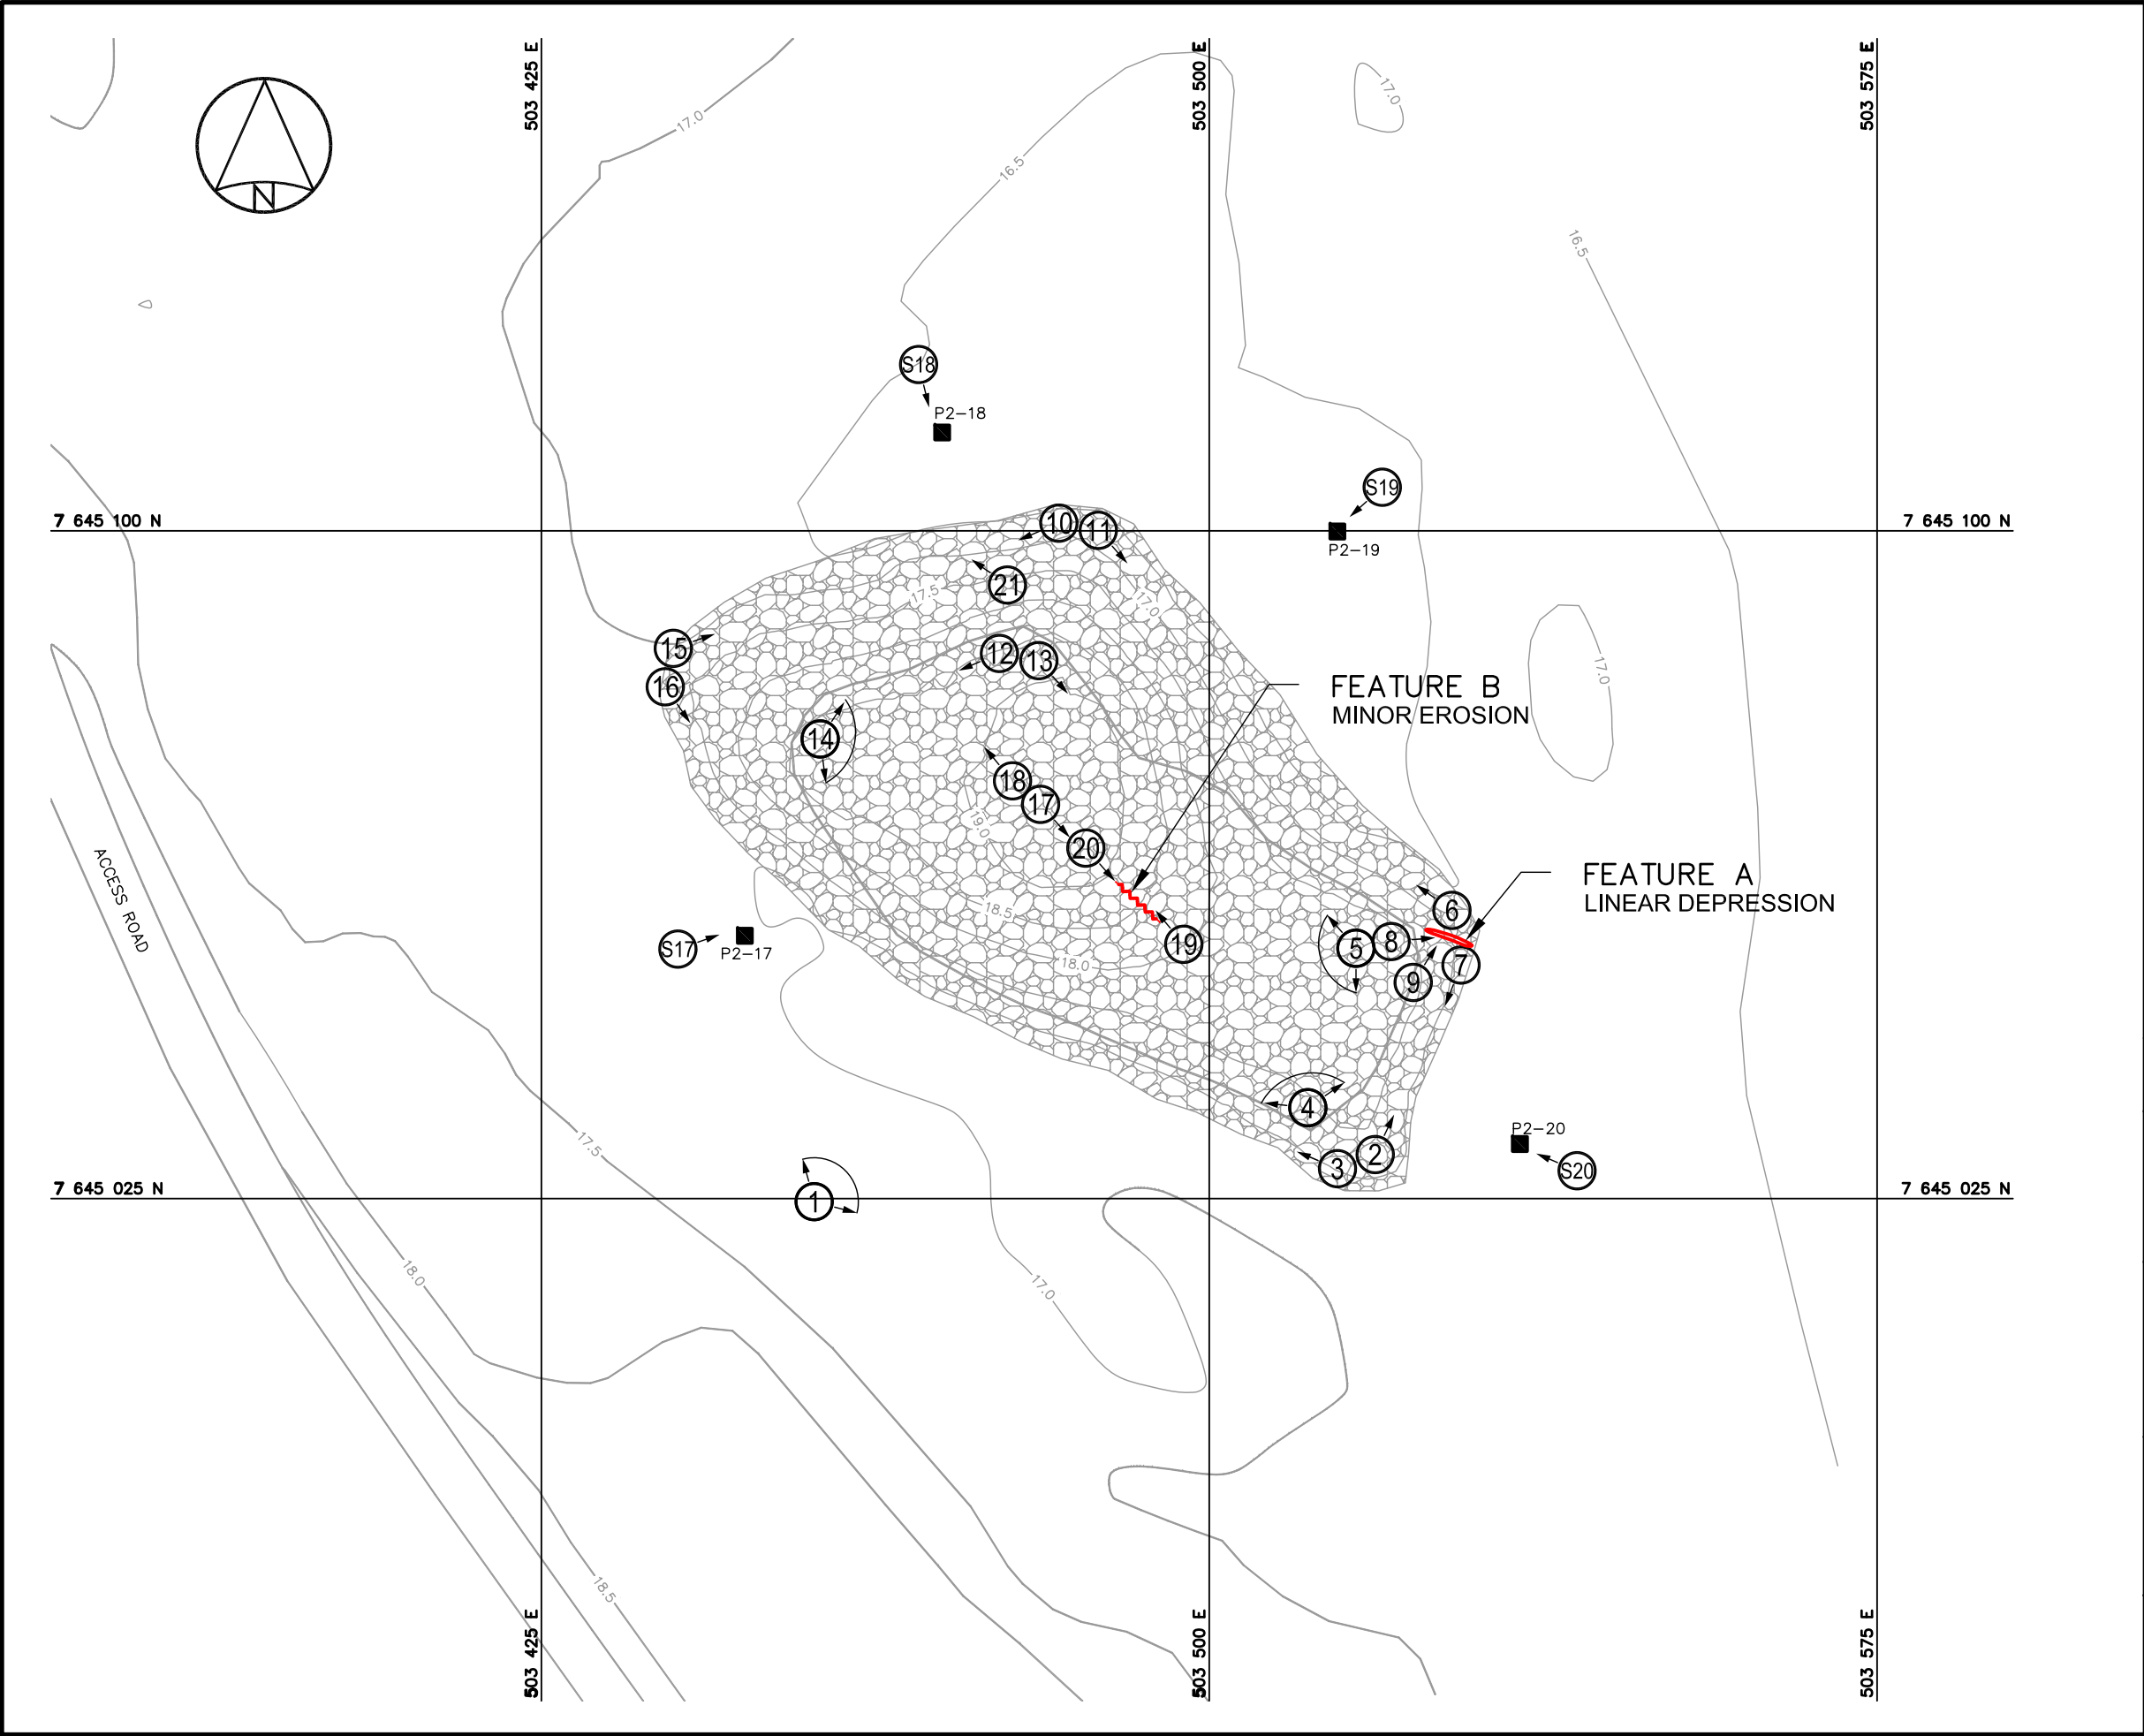 503 425 E
503 500 E
503 575 E
N
17.0
17.0
16.5
16.5
S18
P2-18
S19
P2-19
7 645 100 N
7 645 100 N
10
11
21
17.5
17.0
15
12
13
16
17.0
FEATURE B
MINOR EROSION
14
18
17
19.0
20
ACCESS ROAD
FEATURE A
LINEAR DEPRESSION
6
18.5
19
S17
P2-17
5
8
18.0
7
9
4
P2-20
17.5
2
3
S20
7 645 025 N
7 645 025 N
1
18.0
17.0
18.5
503 425 E
503 500 E
503 575 E